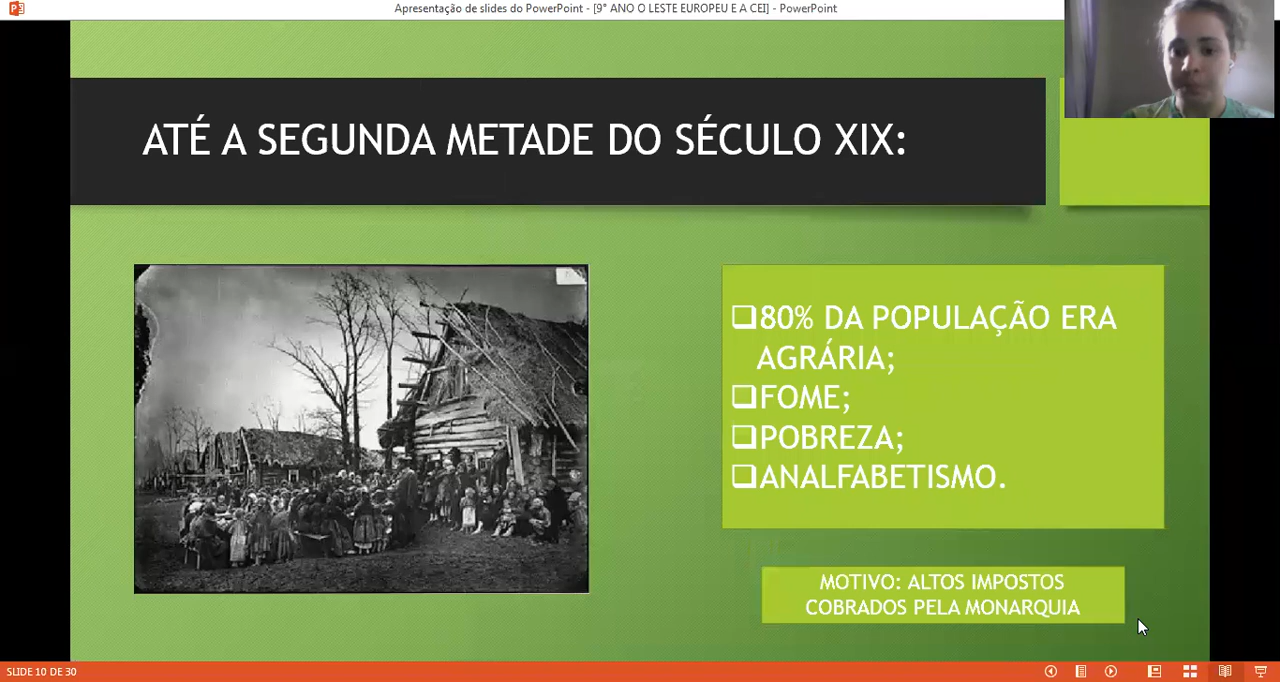 Apresentação de slides do PowerPoint - [9° ANO O LESTE EUROPEU E A CEI] - PowerPoint
ATÉ A SEGUNDA METADE DO SÉCULO XIX:
❑80% DA POPULAÇÃO ERA
AGRÁRIA;
❑FOME;
❑POBREZA;
❑ANALFABETISMO.
MOTIVO: ALTOS IMPOSTOS
COBRADOS PELA MONARQUIA
SLIDE 10 DE 30